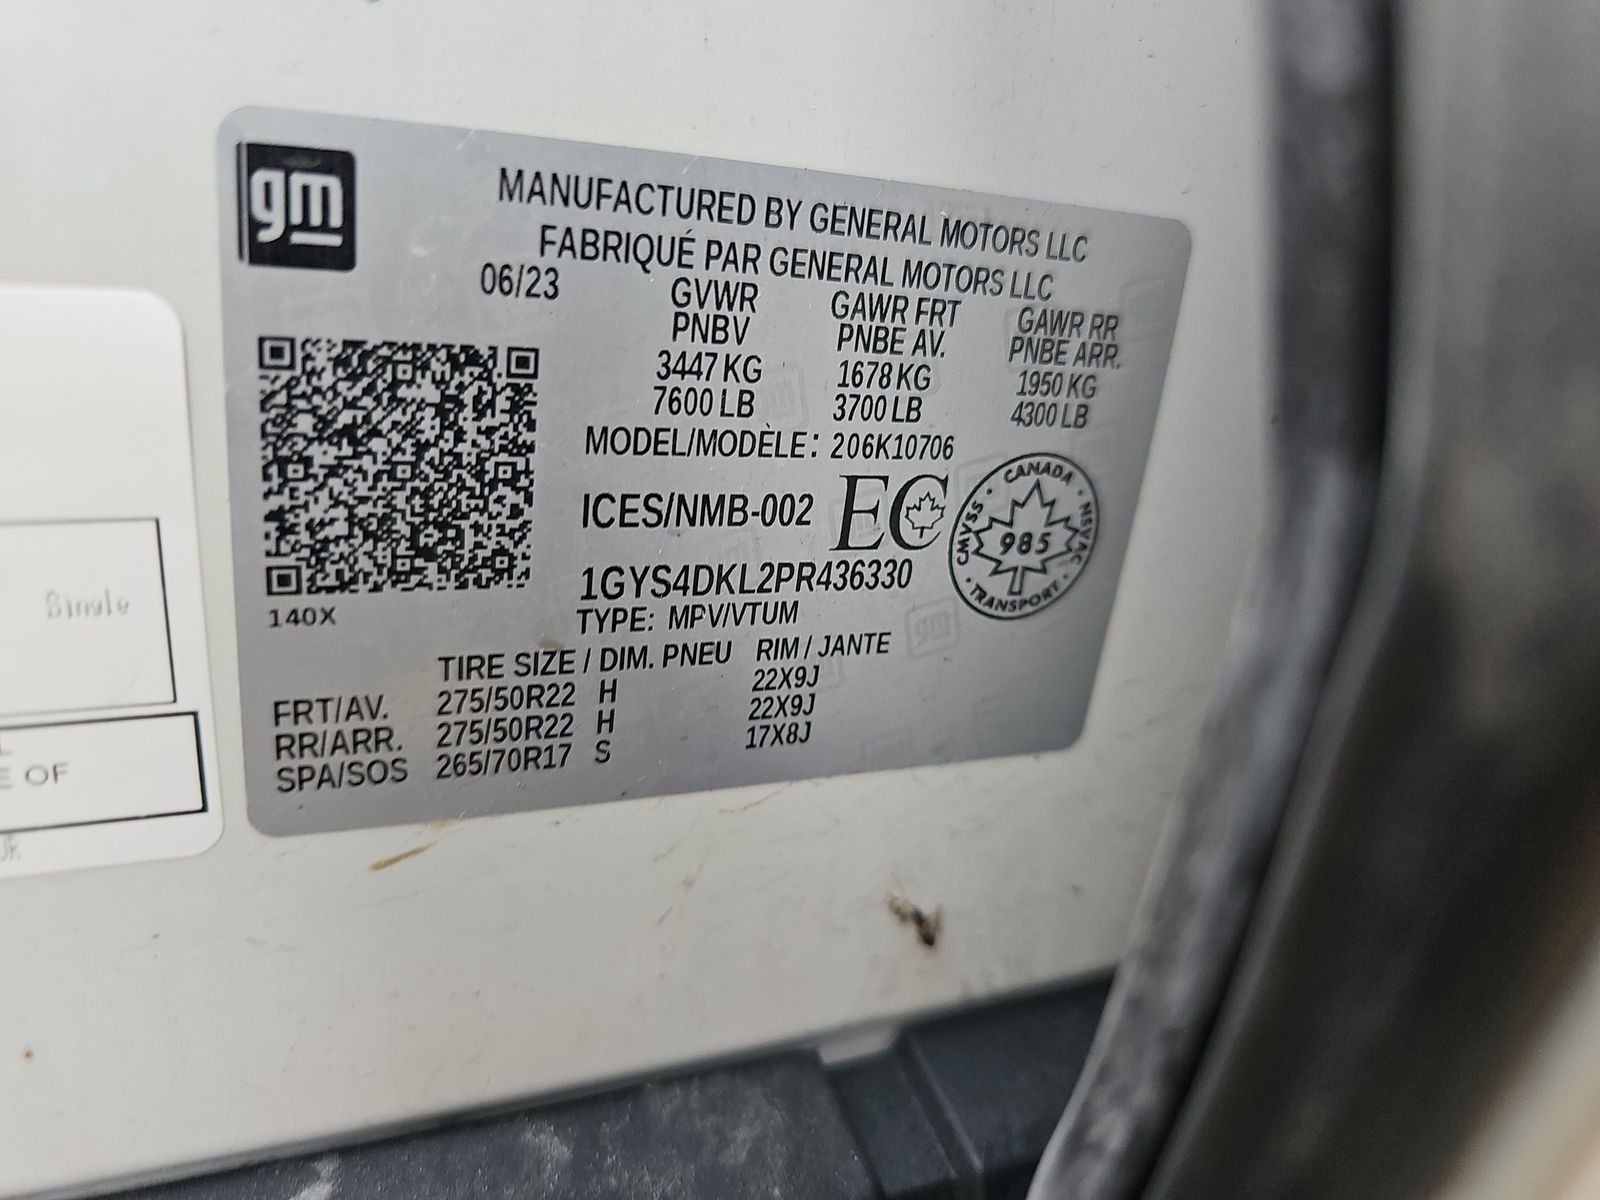 gm
MANUFACTURED BY GENERAL MOTORS LLC
FABRIQUÉ PAR GENERAL MOTORS LLC
06/23
GVWR GAWR FRT GAWR RR
PNBV PNBE AV. PNBE ARR.
3447 KG 1678 KG 1950 KG
7600 LB 3700 LB 4300 LB
MODEL/MODÈLE: 206K10706
ICES/NMB-002 EC
CANADA · NSVAC · TRANSPORT · CMVSS ·
985
1GYS4DKL2PR436330
140X
TYPE: MPV/VTUM
TIRE SIZE / DIM. PNEU RIM / JANTE
FRT/AV. 275/50R22 H 22X9J
RR/ARR. 275/50R22 H 22X9J
SPA/SOS 265/70R17 S 17X8J
Single
E OF